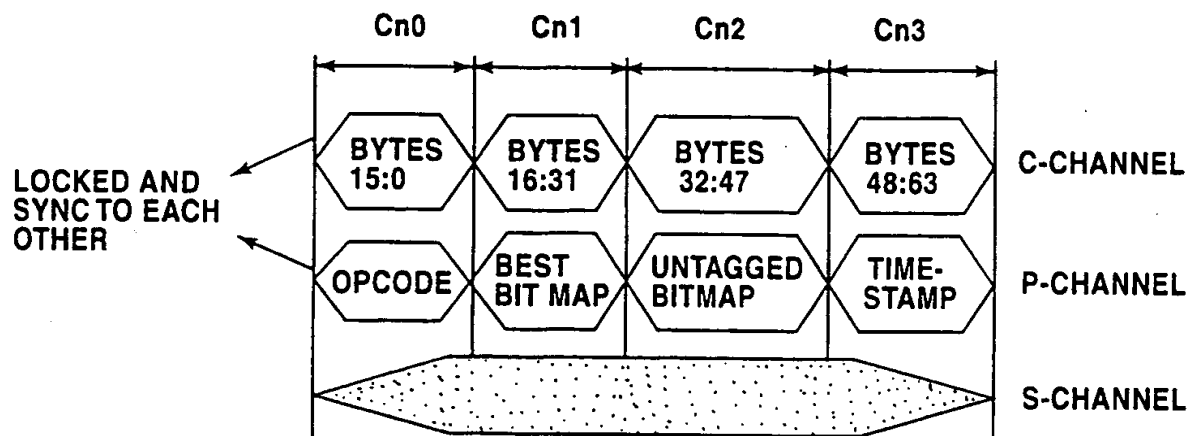 Cn0 Cn1 Cn2 Cn3
BYTES 15:0
BYTES 16:31
BYTES 32:47
BYTES 48:63
C-CHANNEL
LOCKED AND
SYNC TO EACH
OTHER
OPCODE
BEST
BIT MAP
UNTAGGED
BITMAP
TIME-
STAMP
P-CHANNEL
S-CHANNEL